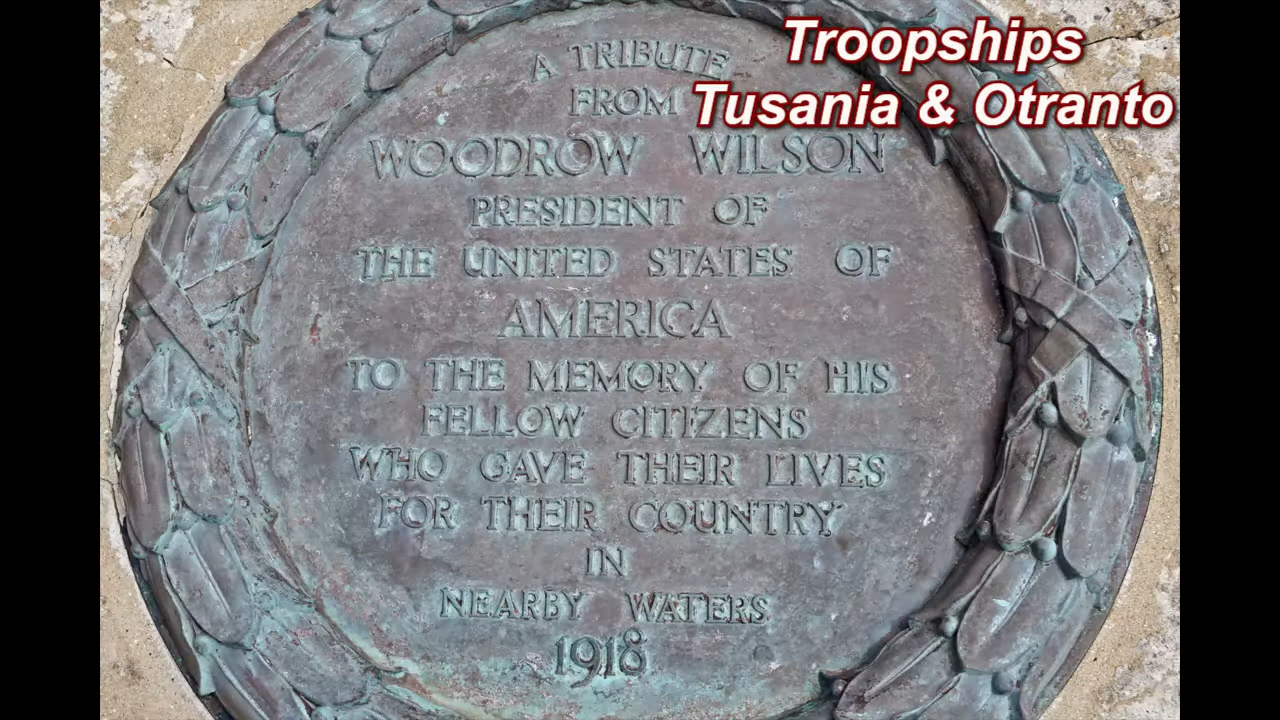 Troopships
Tusania & Otranto
A TRIBUTE
FROM
WOODROW WILSON
PRESIDENT OF
THE UNITED STATES OF
AMERICA
TO THE MEMORY OF HIS
FELLOW CITIZENS
WHO GAVE THEIR LIVES
FOR THEIR COUNTRY
IN
NEARBY WATERS
1918